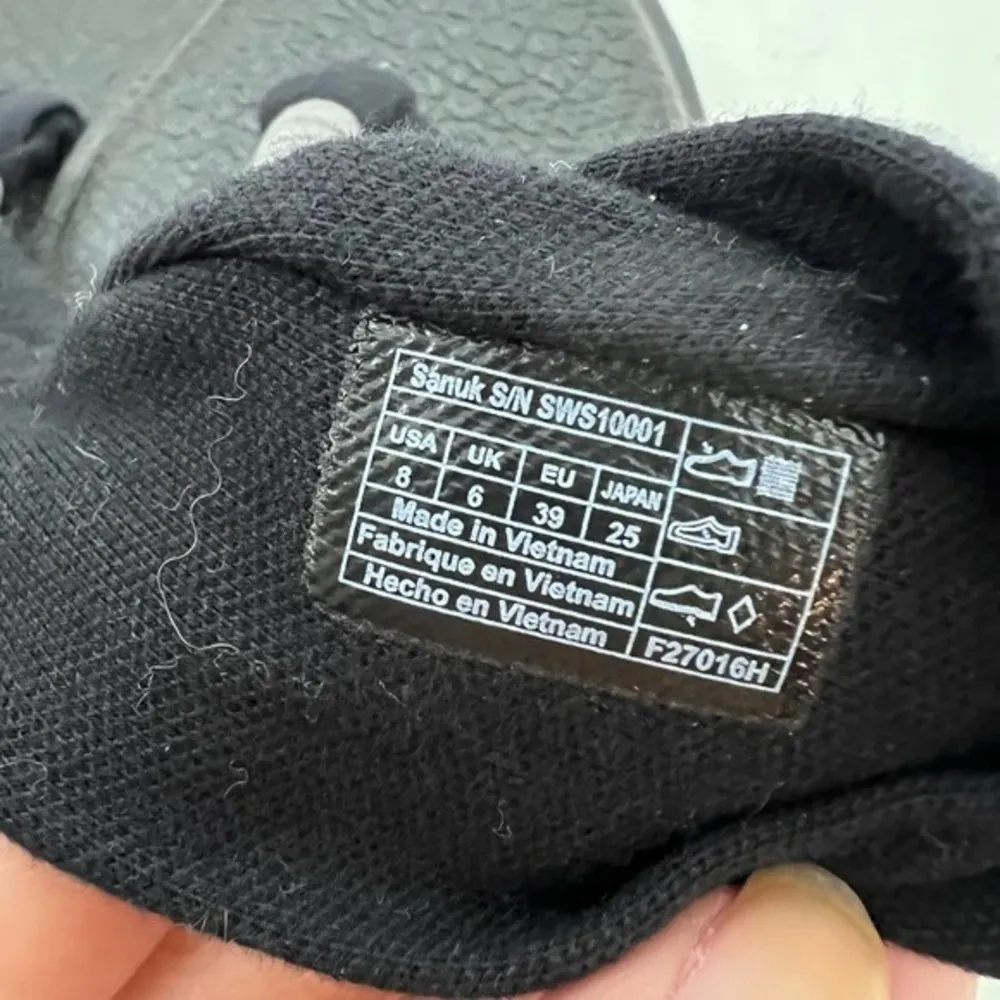 Sanuk S/N SWS10001
USA UK EU JAPAN
8 6 39 25
Made in Vietnam
Fabrique en Vietnam
Hecho en Vietnam
F27016H